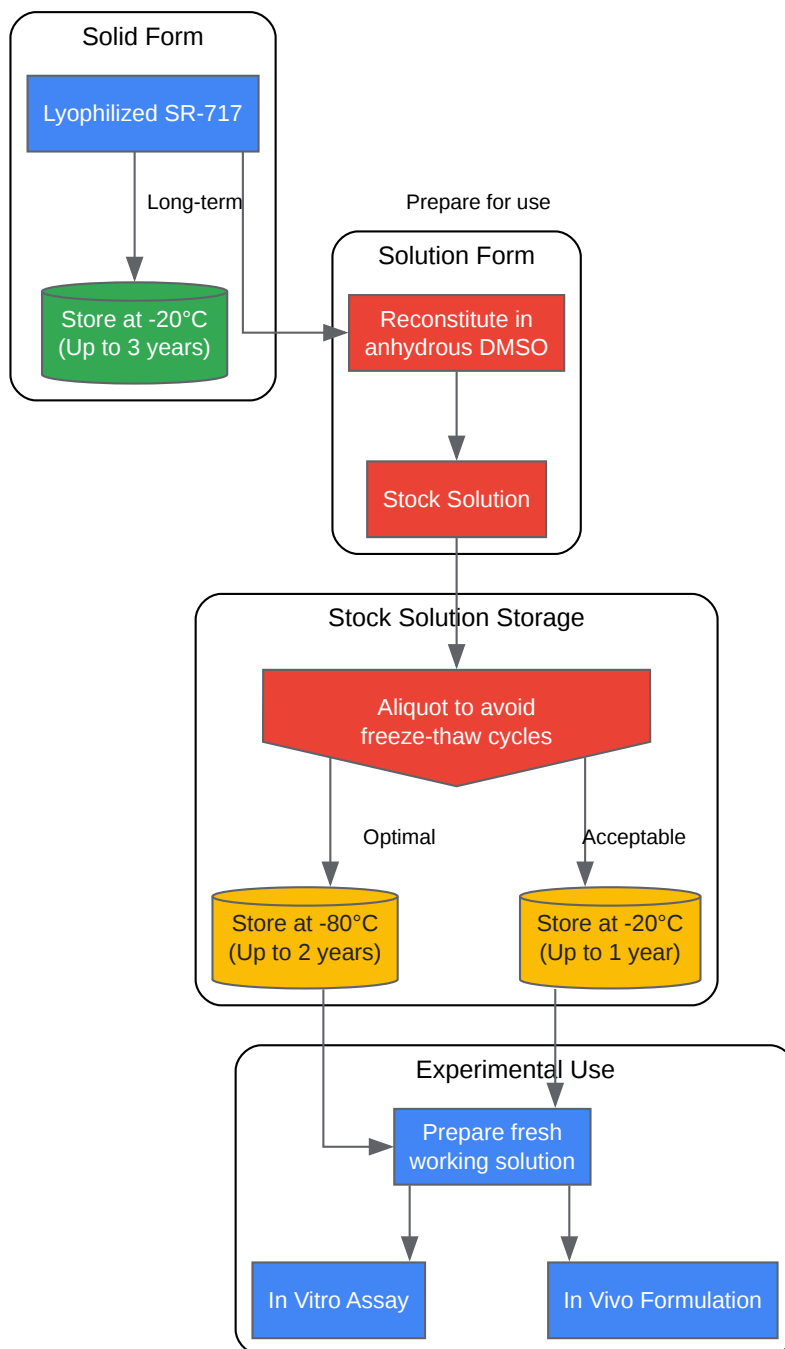 Solid Form
Lyophilized SR-717
Long-term
Prepare for use
Store at -20°C
(Up to 3 years)
Solution Form
Reconstitute in
anhydrous DMSO
Stock Solution
Stock Solution Storage
Aliquot to avoid
freeze-thaw cycles
Optimal
Acceptable
Store at -80°C
(Up to 2 years)
Store at -20°C
(Up to 1 year)
Experimental Use
Prepare fresh
working solution
In Vitro Assay
In Vivo Formulation